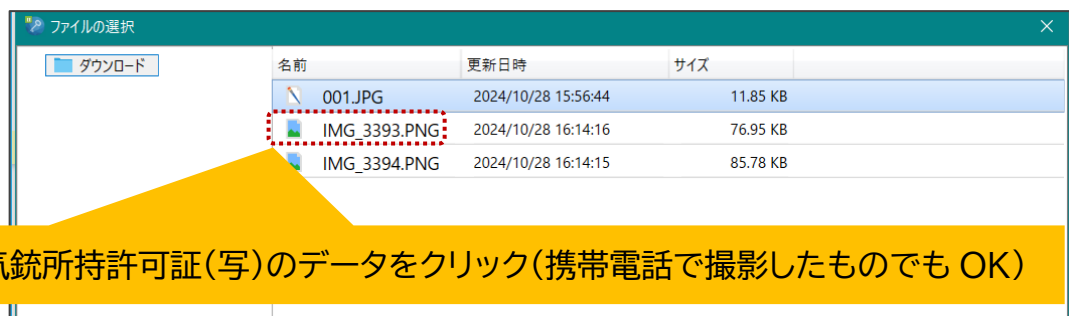 ファイルの選択
ダウンロード
名前 更新日時 サイズ
001.JPG 2024/10/28 15:56:44 11.85 KB
IMG_3393.PNG 2024/10/28 16:14:16 76.95 KB
IMG_3394.PNG 2024/10/28 16:14:15 85.78 KB
銃所持許可証(写)のデータをクリック(携帯電話で撮影したものでも OK)